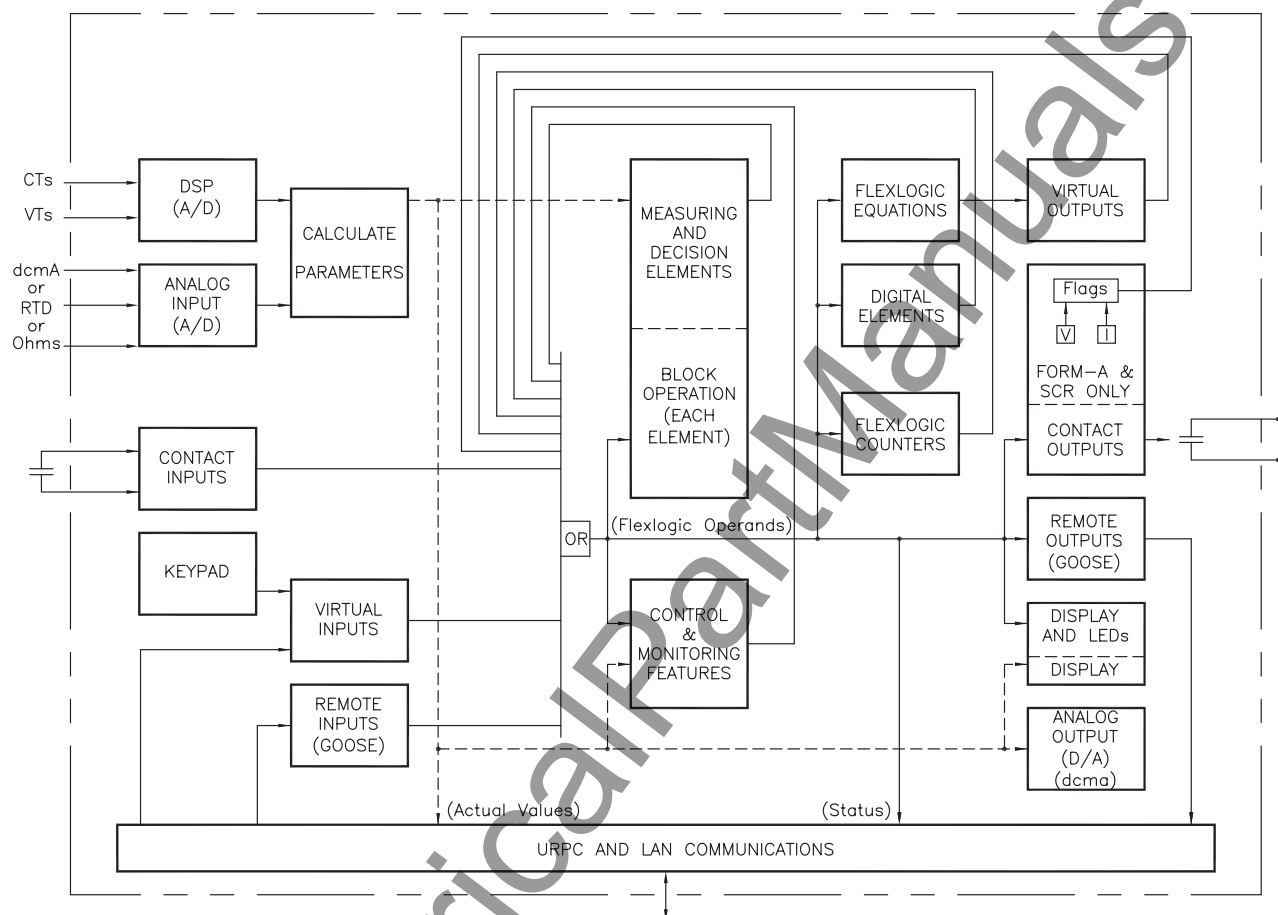 CTs
VTs
dcmA
or
RTD
or
Ohms
DSP
(A/D)
ANALOG
INPUT
(A/D)
CALCULATE
PARAMETERS
CONTACT
INPUTS
KEYPAD
VIRTUAL
INPUTS
REMOTE
INPUTS
(GOOSE)
OR
MEASURING
AND
DECISION
ELEMENTS
BLOCK
OPERATION
(EACH
ELEMENT)
(Flexlogic Operands)
CONTROL
&
MONITORING
FEATURES
FLEXLOGIC
EQUATIONS
DIGITAL
ELEMENTS
FLEXLOGIC
COUNTERS
VIRTUAL
OUTPUTS
Flags
V
I
FORM-A &
SCR ONLY
CONTACT
OUTPUTS
REMOTE
OUTPUTS
(GOOSE)
DISPLAY
AND LEDs
DISPLAY
ANALOG
OUTPUT
(D/A)
(dcma)
(Actual Values)
(Status)
URPC AND LAN COMMUNICATIONS
ricalPartManuals